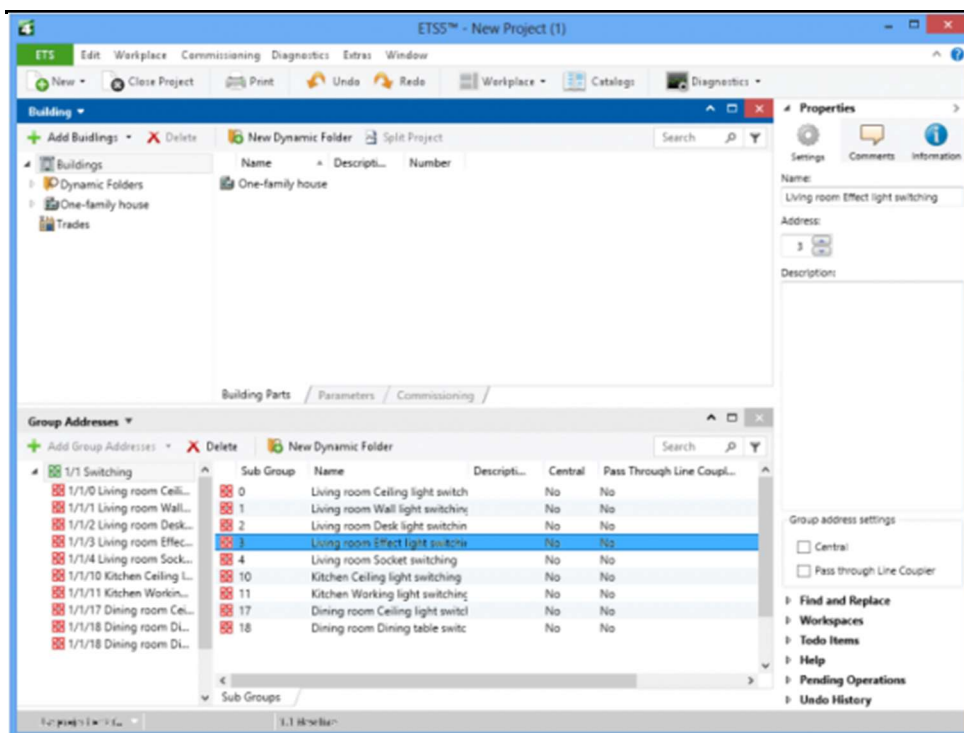 ETS5™ - New Project (1)
ETS Edit Workplace Commissioning Diagnostics Extras Window
New Close Project Print Undo Redo Workplace Catalogs Diagnostics
Building
Add Buidlings Delete New Dynamic Folder Split Project Search
Buildings
Dynamic Folders
One-family house
Trades
Name Descripti... Number
One-family house
Building Parts Parameters Commissioning
Group Addresses
Add Group Addresses Delete New Dynamic Folder Search
1/1 Switching
1/1/0 Living room Ceili...
1/1/1 Living room Wall...
1/1/2 Living room Desk...
1/1/3 Living room Effec...
1/1/4 Living room Sock...
1/1/10 Kitchen Ceiling l...
1/1/11 Kitchen Workin...
1/1/17 Dining room Cei...
1/1/18 Dining room Di...
1/1/18 Dining room Di...
Sub Group Name Descripti... Central Pass Through Line Coupl...
0 Living room Ceiling light switch No No
1 Living room Wall light switching No No
2 Living room Desk light switchin No No
3 Living room Effect light switchin No No
4 Living room Socket switching No No
10 Kitchen Ceiling light switching No No
11 Kitchen Working light switching No No
17 Dining room Ceiling light switcl No No
18 Dining room Dining table switc No No
Sub Groups
Properties
Settings Comments Information
Name:
Living room Effect light switching
Address:
3
Description:
Group address settings
Central
Pass through Line Coupler
Find and Replace
Workspaces
Todo Items
Help
Pending Operations
Undo History